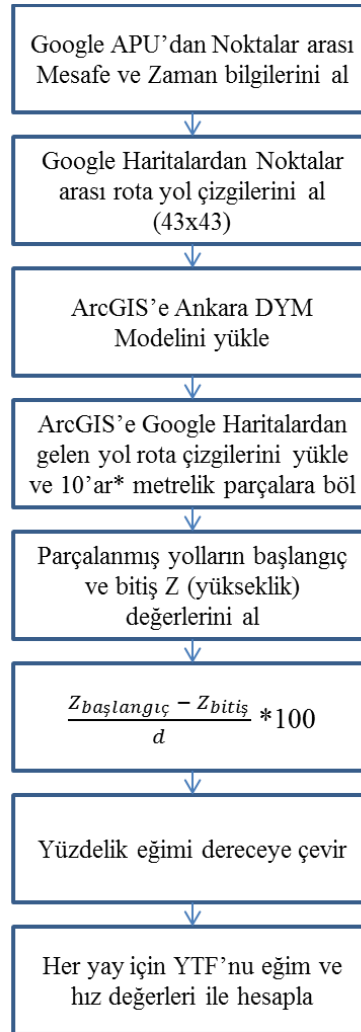 Google APU’dan Noktalar arası
Mesafe ve Zaman bilgilerini al
Google Haritalardan Noktalar
arası rota yol çizgilerini al
(43x43)
ArcGIS’e Ankara DYM
Modelini yükle
ArcGIS’e Google Haritalardan
gelen yol rota çizgilerini yükle
ve 10’ar* metrelik parçalara böl
Parçalanmış yolların başlangıç
ve bitiş Z (yükseklik)
değerlerini al
Z başlangıç − Z bitiş
d
*100
Yüzdelik eğimi dereceye çevir
Her yay için YTF’nu eğim ve
hız değerleri ile hesapla